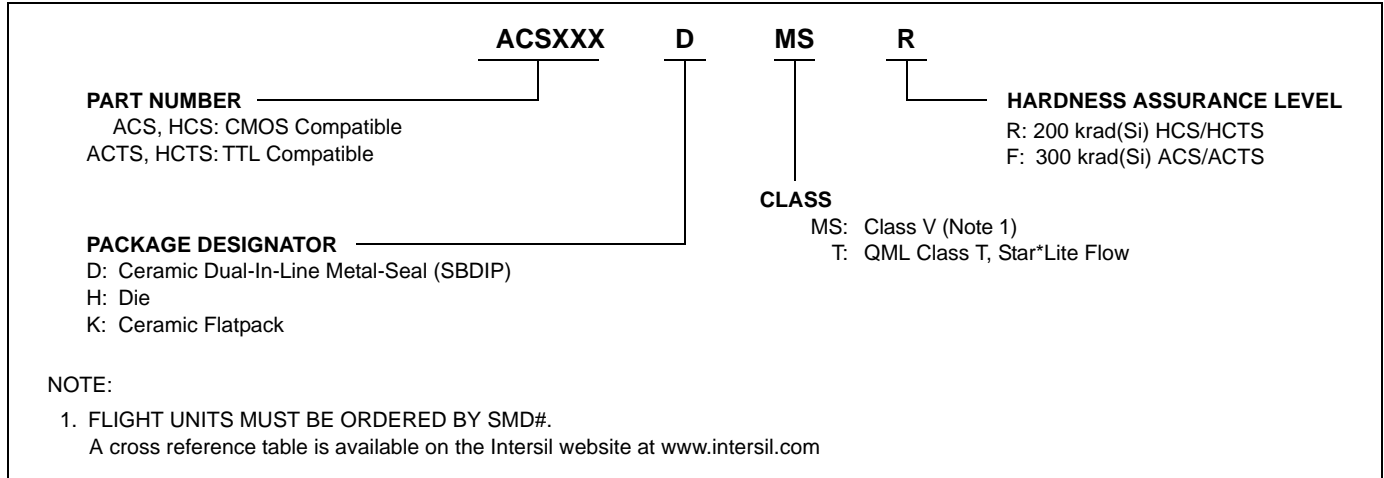 ACSXXX D MS R
PART NUMBER
ACS, HCS: CMOS Compatible
ACTS, HCTS: TTL Compatible
HARDNESS ASSURANCE LEVEL
R: 200 krad(Si) HCS/HCTS
F: 300 krad(Si) ACS/ACTS
CLASS
MS: Class V (Note 1)
T: QML Class T, Star*Lite Flow
PACKAGE DESIGNATOR
D: Ceramic Dual-In-Line Metal-Seal (SBDIP)
H: Die
K: Ceramic Flatpack
NOTE:
1. FLIGHT UNITS MUST BE ORDERED BY SMD#.
A cross reference table is available on the Intersil website at www.intersil.com